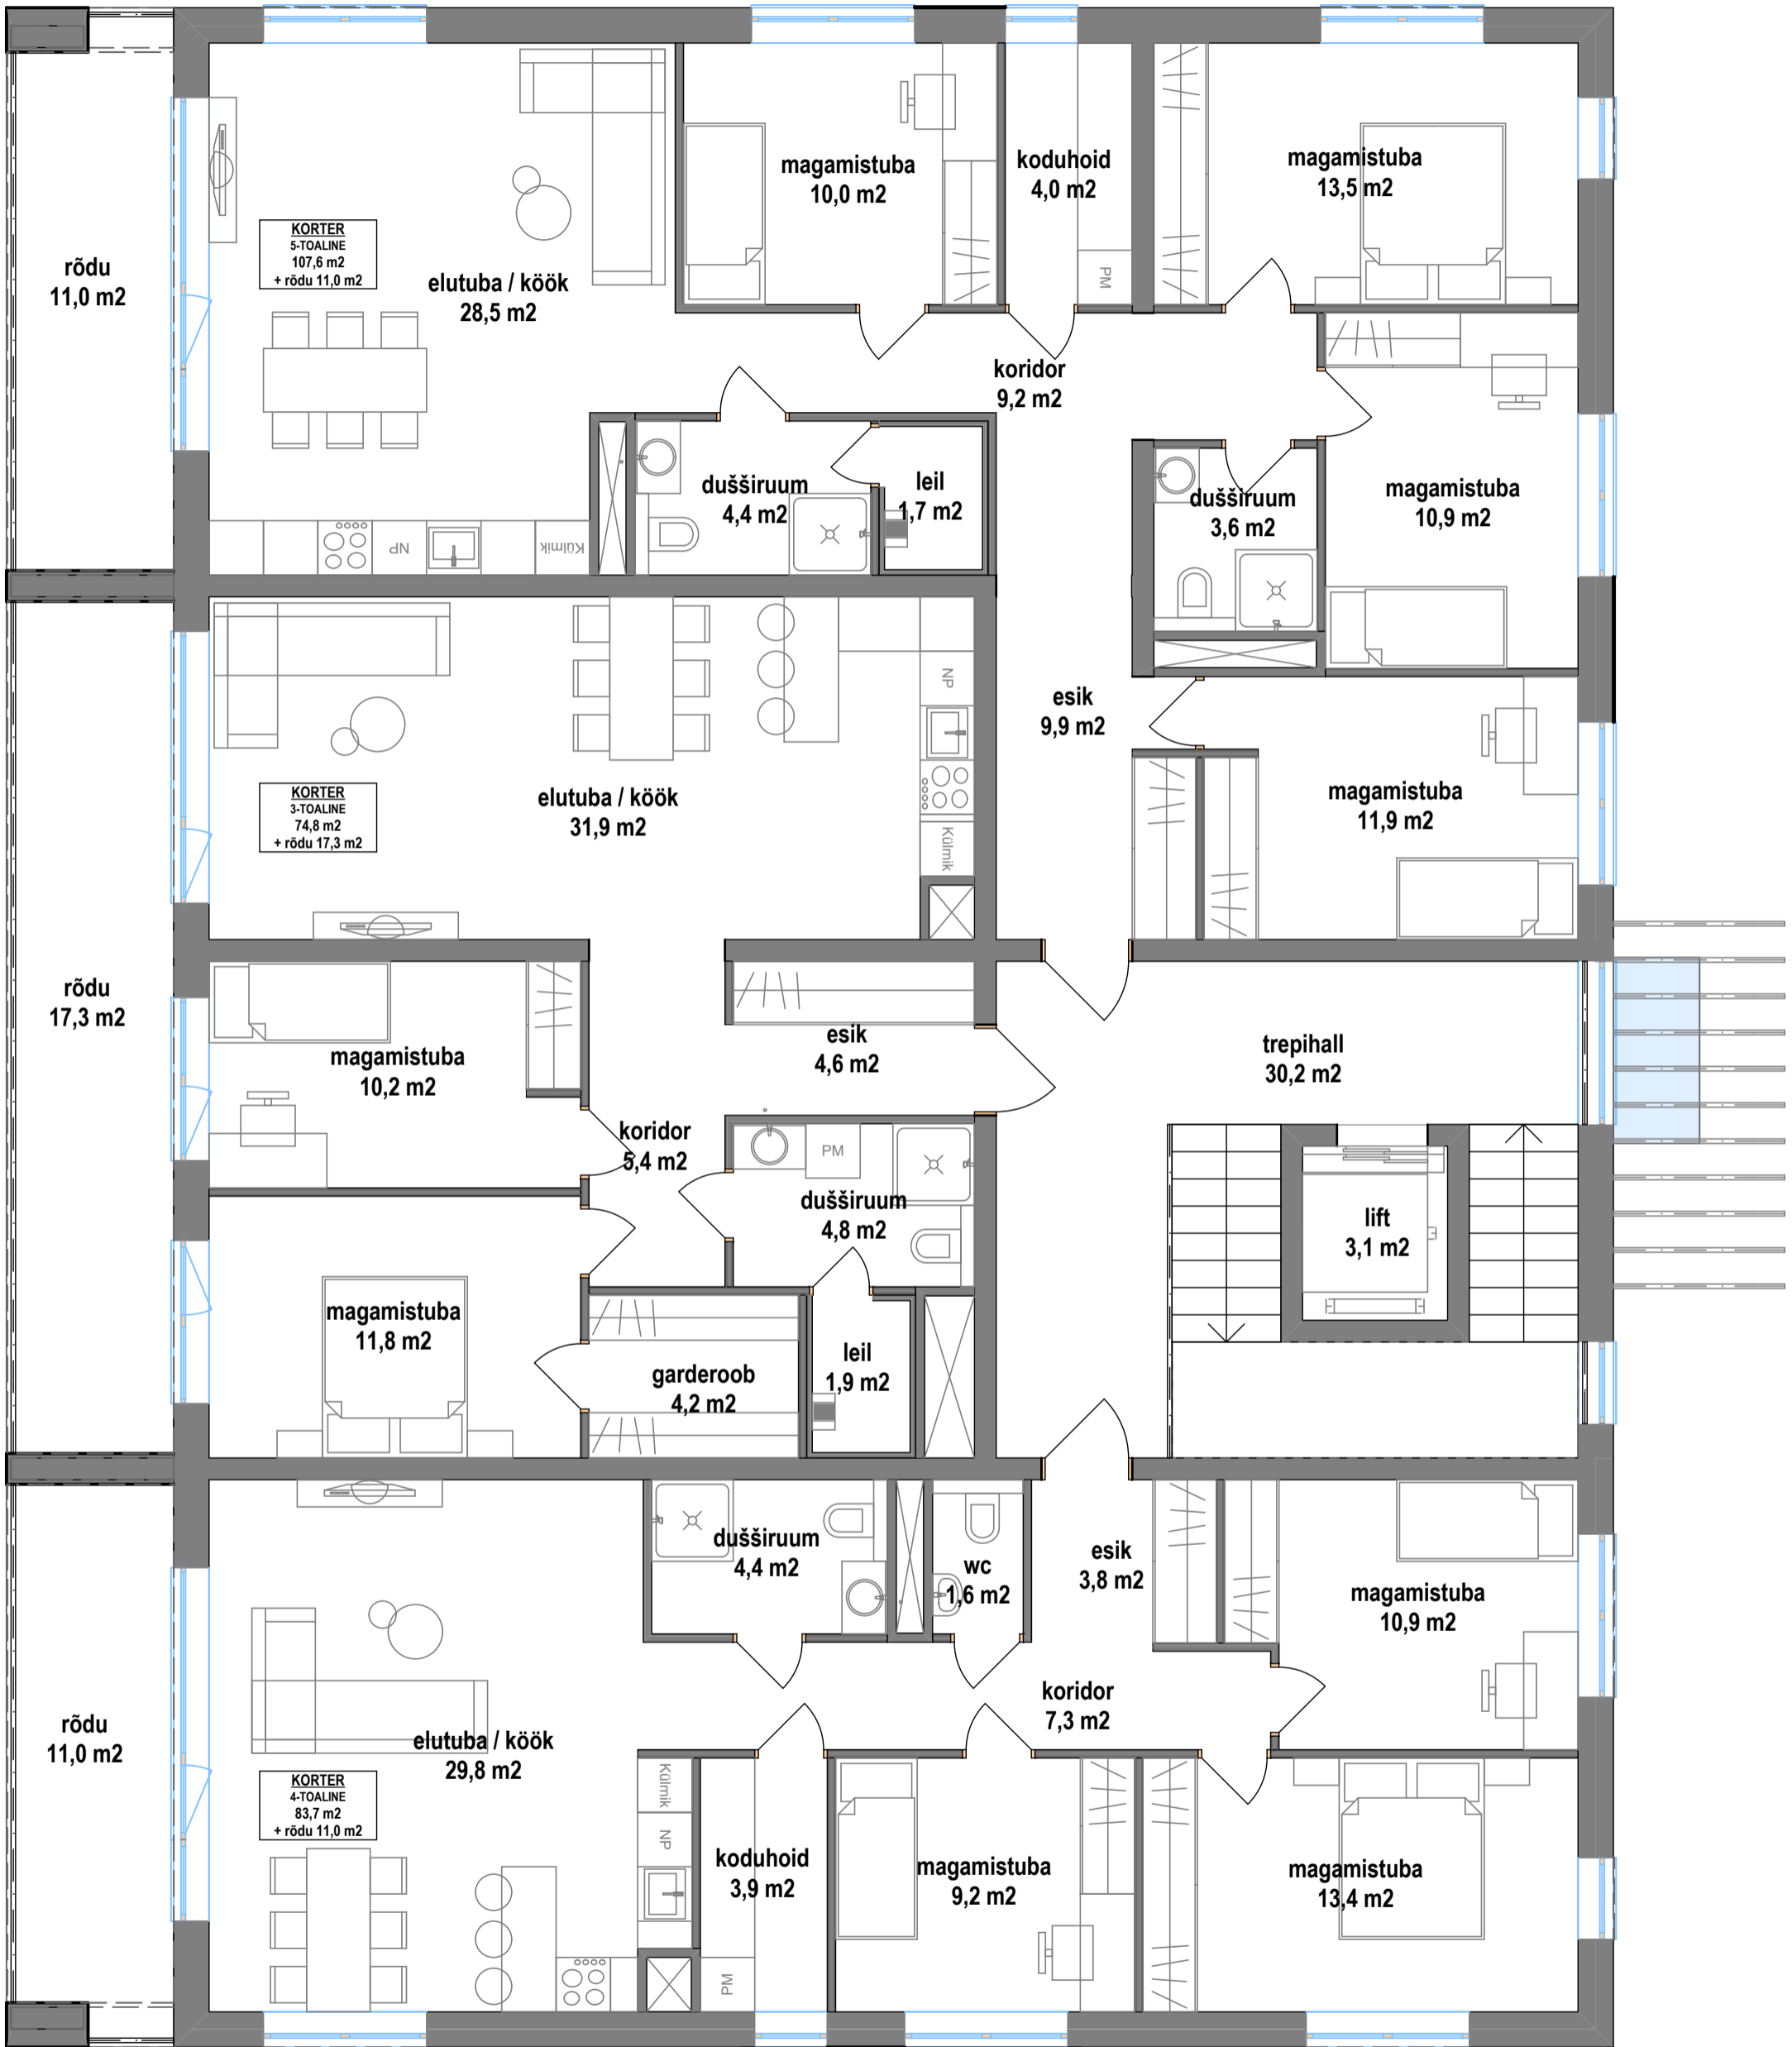 magamistuba
10,0 m2
koduhoid
4,0 m2
magamistuba
13,5 m2
PM
KORTER
5-TOALINE
107,6 m2
+ rõdu 11,0 m2
rõdu
11,0 m2
elutuba / köök
28,5 m2
koridor
9,2 m2
dušširuum
4,4 m2
leil
1,7 m2
dušširuum
3,6 m2
magamistuba
10,9 m2
NP
Külmik
esik
9,9 m2
NP
Külmik
KORTER
3-TOALINE
74,8 m2
+ rõdu 17,3 m2
elutuba / köök
31,9 m2
magamistuba
11,9 m2
rõdu
17,3 m2
magamistuba
10,2 m2
esik
4,6 m2
trepihall
30,2 m2
koridor
5,4 m2
PM
dušširuum
4,8 m2
lift
3,1 m2
magamistuba
11,8 m2
garderoob
4,2 m2
leil
1,9 m2
dušširuum
4,4 m2
wc
1,6 m2
esik
3,8 m2
magamistuba
10,9 m2
koridor
7,3 m2
rõdu
11,0 m2
elutuba / köök
29,8 m2
KORTER
4-TOALINE
83,7 m2
+ rõdu 11,0 m2
Külmik
NP
koduhoid
3,9 m2
magamistuba
9,2 m2
magamistuba
13,4 m2
PM